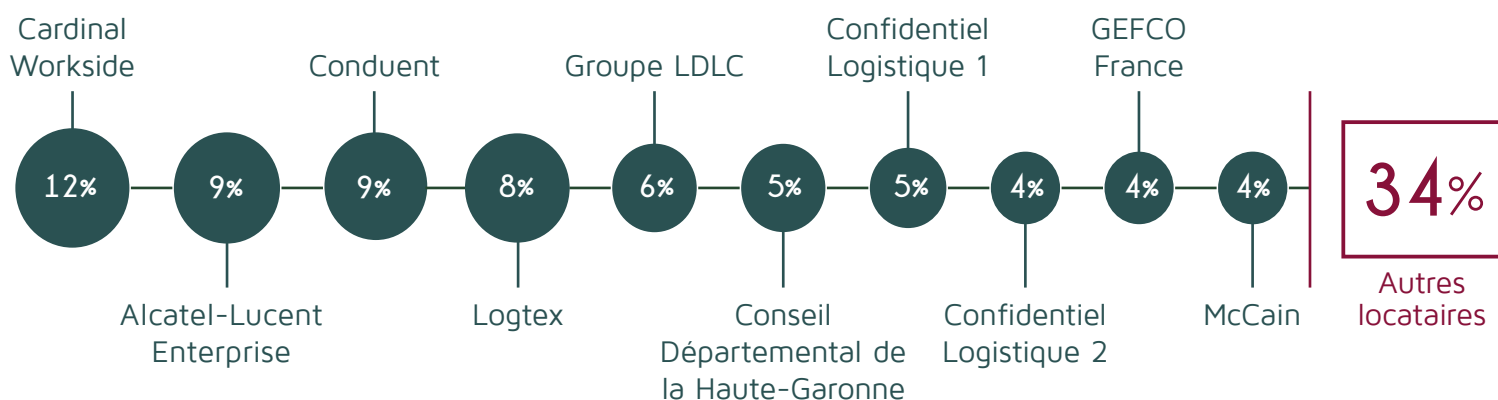 Cardinal
Workside
Conduent
Groupe LDLC
Confidentiel
Logistique 1
GEFCO
France
12%
9%
9%
8%
6%
5%
5%
4%
4%
4%
34%
Alcatel-Lucent
Enterprise
Logtex
Conseil
Départemental de
la Haute-Garonne
Confidentiel
Logistique 2
McCain
Autres
locataires